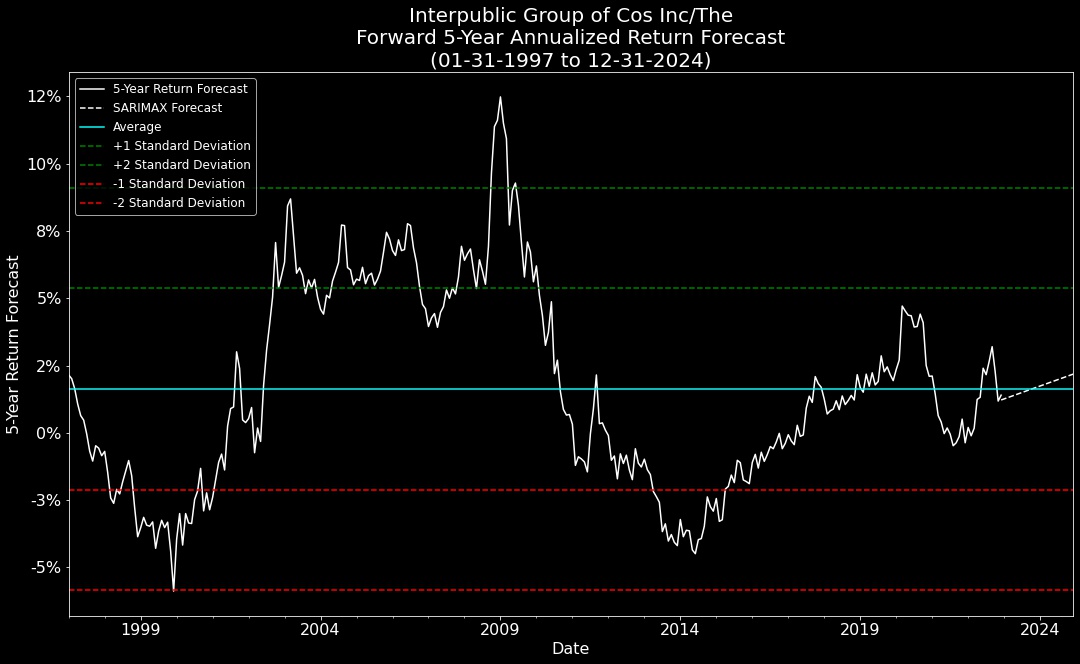 Interpublic Group of Cos Inc/The
Forward 5-Year Annualized Return Forecast
(01-31-1997 to 12-31-2024)
5-Year Return Forecast
SARIMAX Forecast
Average
+1 Standard Deviation
+2 Standard Deviation
-1 Standard Deviation
-2 Standard Deviation
5-Year Return Forecast
12%
10%
8%
5%
2%
0%
-3%
-5%
1999
2004
2009
2014
2019
2024
Date